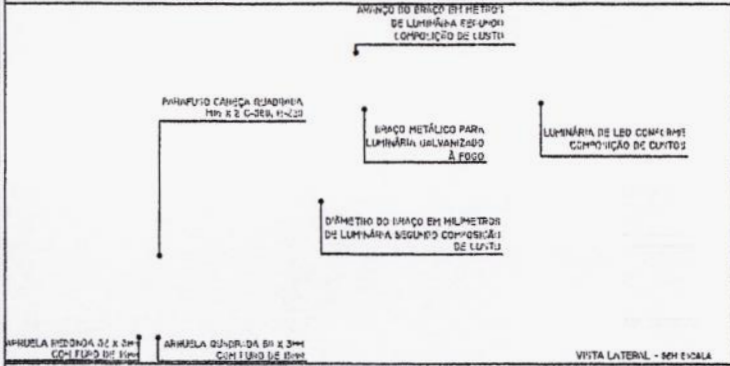 AVANÇO DO BRAÇO EM METROS
DE LUMINÁRIA SEGUNDO
COMPOSIÇÃO DE CUSTO
PARAFUSO CABEÇA QUADRADA
BRAÇO METÁLICO PARA
LUMINÁRIA GALVANIZADO
À FOGO
LUMINÁRIA DE LED CONFORME
COMPOSIÇÃO DE CUSTOS
DIÂMETRO DO BRAÇO EM MILÍMETROS
DE LUMINÁRIA SEGUNDO COMPOSIÇÃO
DE CUSTO
ARRUELA REDONDA
COM FURO DE
ARRUELA QUADRADA
COM FURO DE
VISTA LATERAL - SEM ESCALA